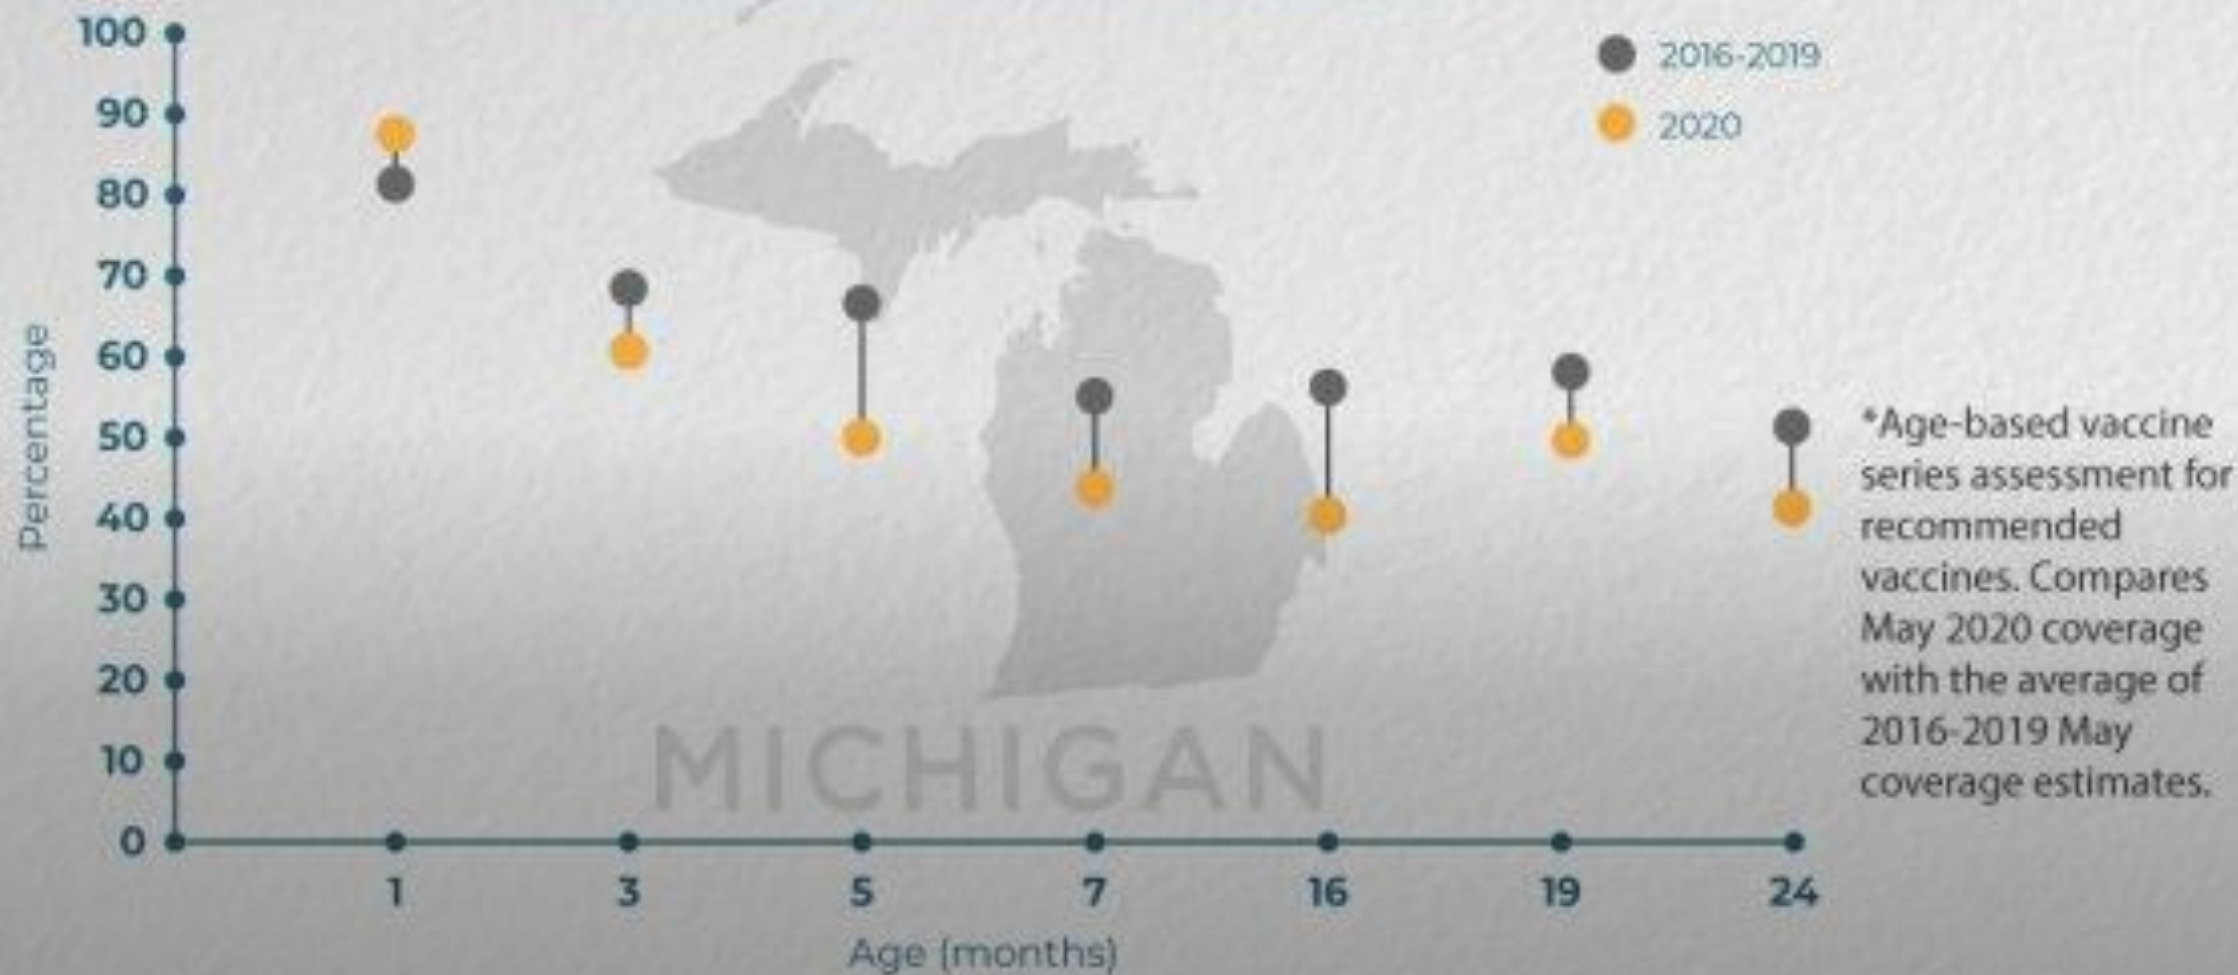 100
90
80
70
60
50
40
30
20
10
0
Percentage
2016-2019
2020
*Age-based vaccine
series assessment for
recommended
vaccines. Compares
May 2020 coverage
with the average of
2016-2019 May
coverage estimates.
MICHIGAN
1 3 5 7 16 19 24
Age (months)